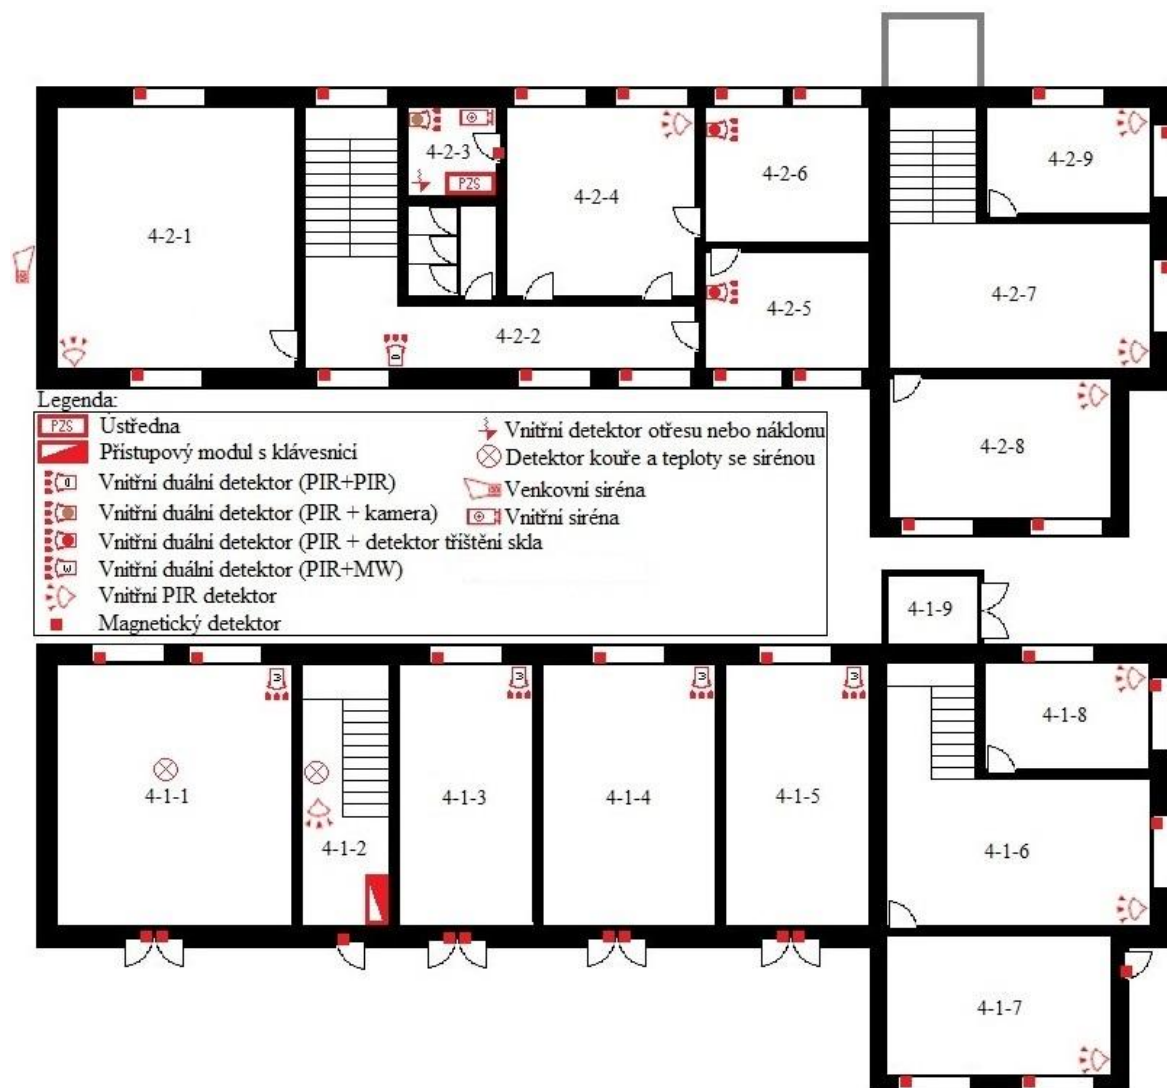 4-2-3
4-2-9
PZS
4-2-4
4-2-6
4-2-1
4-2-5
4-2-7
4-2-2
4-2-8
Legenda:
PZS Ústředna
Přístupový modul s klávesnicí
Vnitřní duální detektor (PIR+PIR)
Vnitřní duální detektor (PIR + kamera)
Vnitřní duální detektor (PIR + detektor tříštění skla
Vnitřní duální detektor (PIR+MW)
Vnitřní PIR detektor
Magnetický detektor
Vnitřní detektor otřesu nebo náklonu
Detektor kouře a teploty se sirénou
Venkovní siréna
Vnitřní siréna
4-1-9
4-1-8
4-1-1
4-1-2
4-1-3
4-1-4
4-1-5
4-1-6
4-1-7